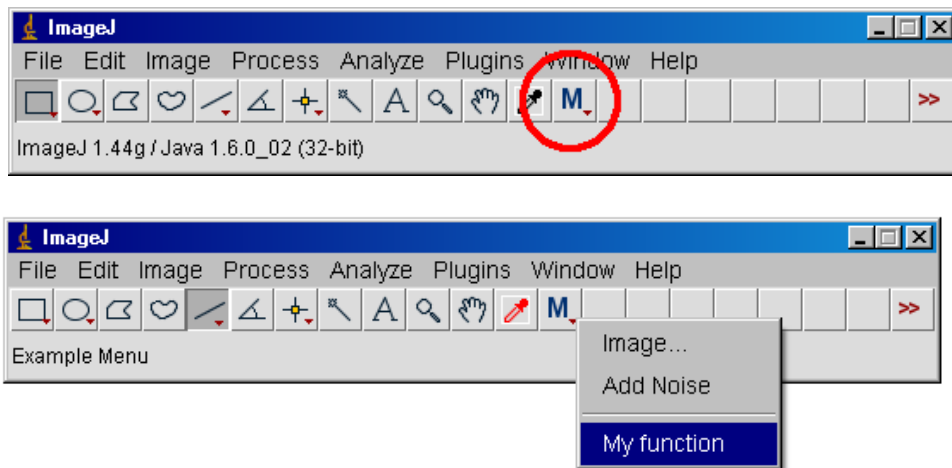 ImageJ
File Edit Image Process Analyze Plugins Window Help
A M >>
ImageJ 1.44g / Java 1.6.0_02 (32-bit)
ImageJ
File Edit Image Process Analyze Plugins Window Help
A M >>
Example Menu
Image...
Add Noise
My function